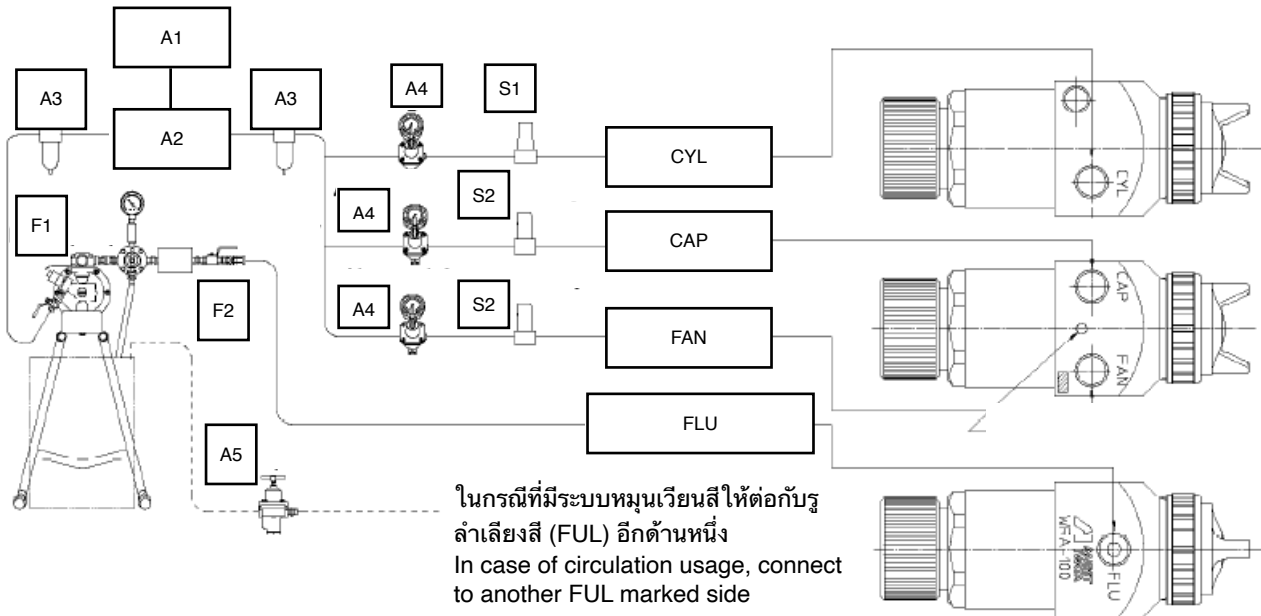 A1
A3
A3
A2
A4
S1
CYL
CYL
F1
A4
S2
CAP
CAP
F2
A4
S2
FAN
FAN
FLU
A5
ในกรณีที่มีระบบหมุนเวียนสีให้ต่อกับรู
ลำเลียงสี (FUL) อีกด้านหนึ่ง
In case of circulation usage, connect
to another FUL marked side
WFA-100
FLU